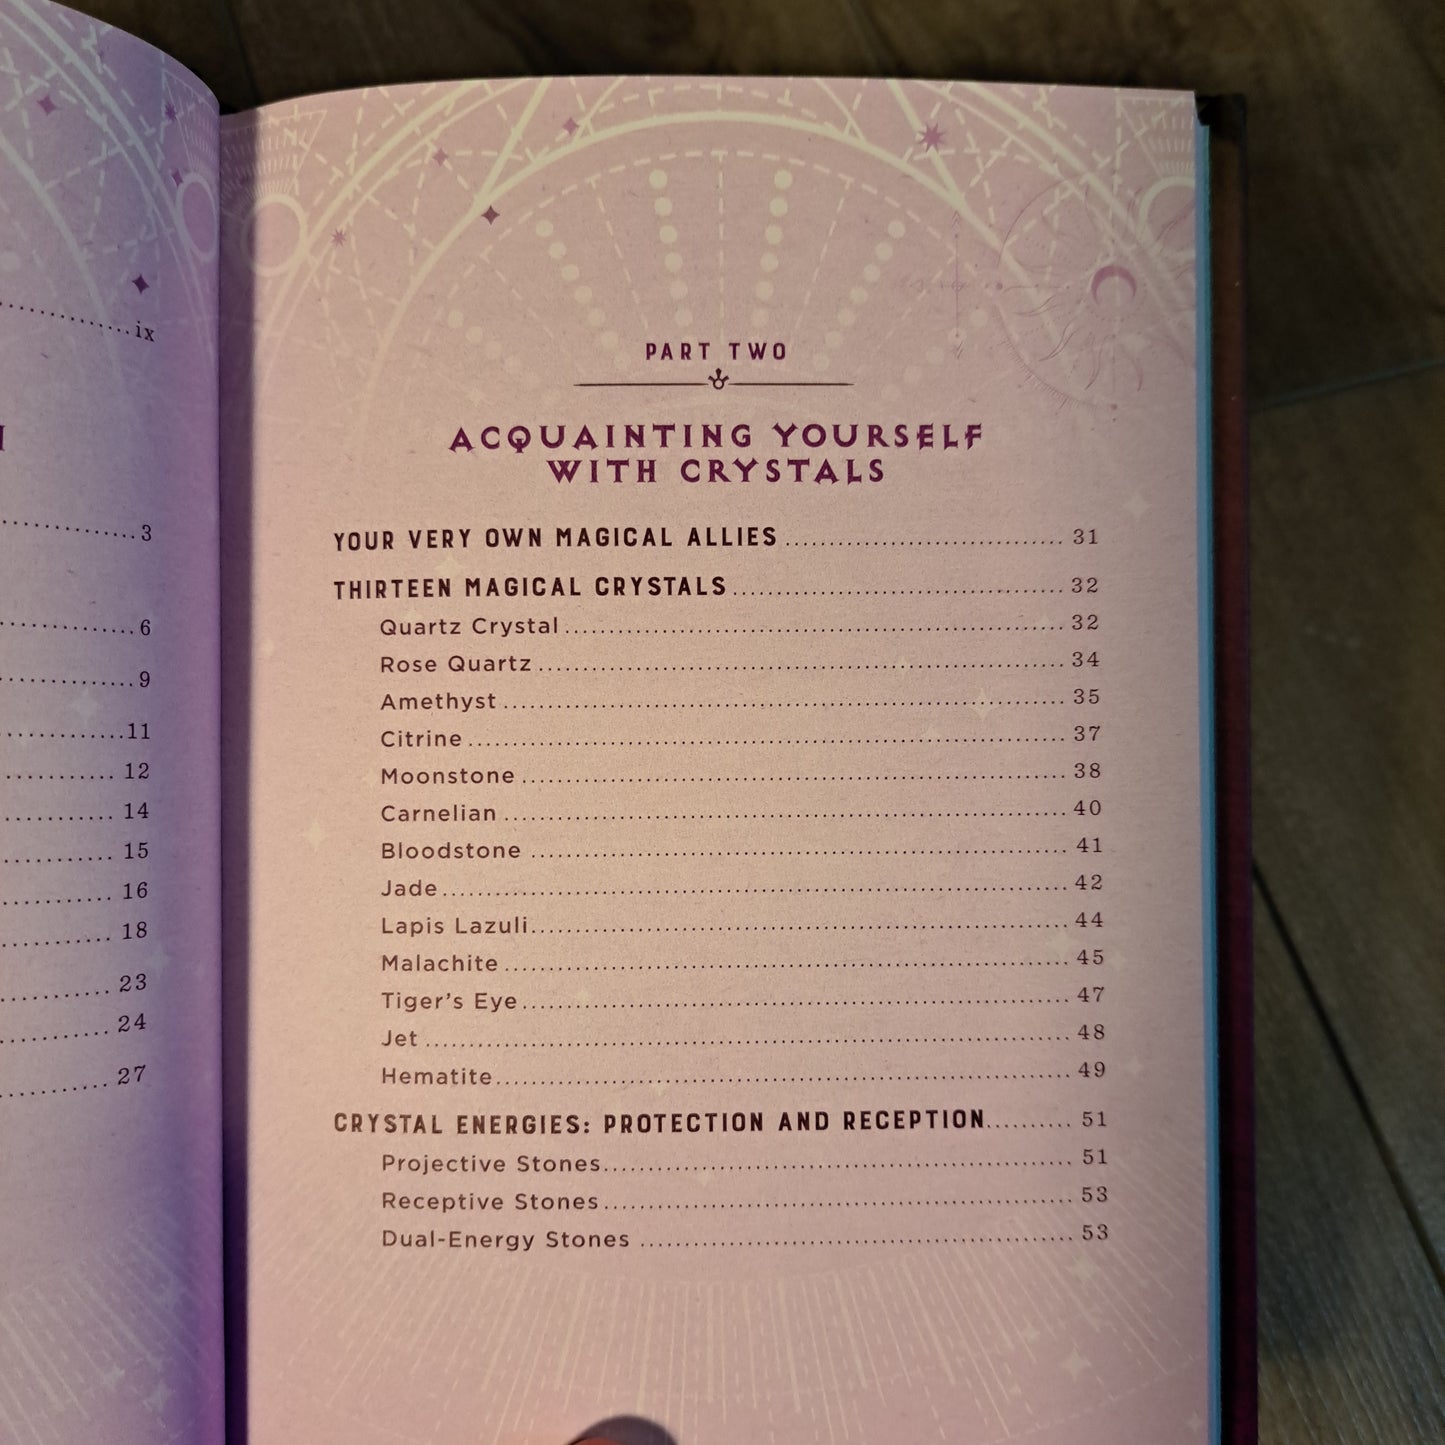 ix
3
6
9
11
12
14
15
16
18
23
24
27
PART TWO
ACQUAINTING YOURSELF
WITH CRYSTALS
YOUR VERY OWN MAGICAL ALLIES 31
THIRTEEN MAGICAL CRYSTALS 32
Quartz Crystal 32
Rose Quartz 34
Amethyst 35
Citrine 37
Moonstone 38
Carnelian 40
Bloodstone 41
Jade 42
Lapis Lazuli 44
Malachite 45
Tiger's Eye 47
Jet 48
Hematite 49
CRYSTAL ENERGIES: PROTECTION AND RECEPTION 51
Projective Stones 51
Receptive Stones 53
Dual-Energy Stones 53